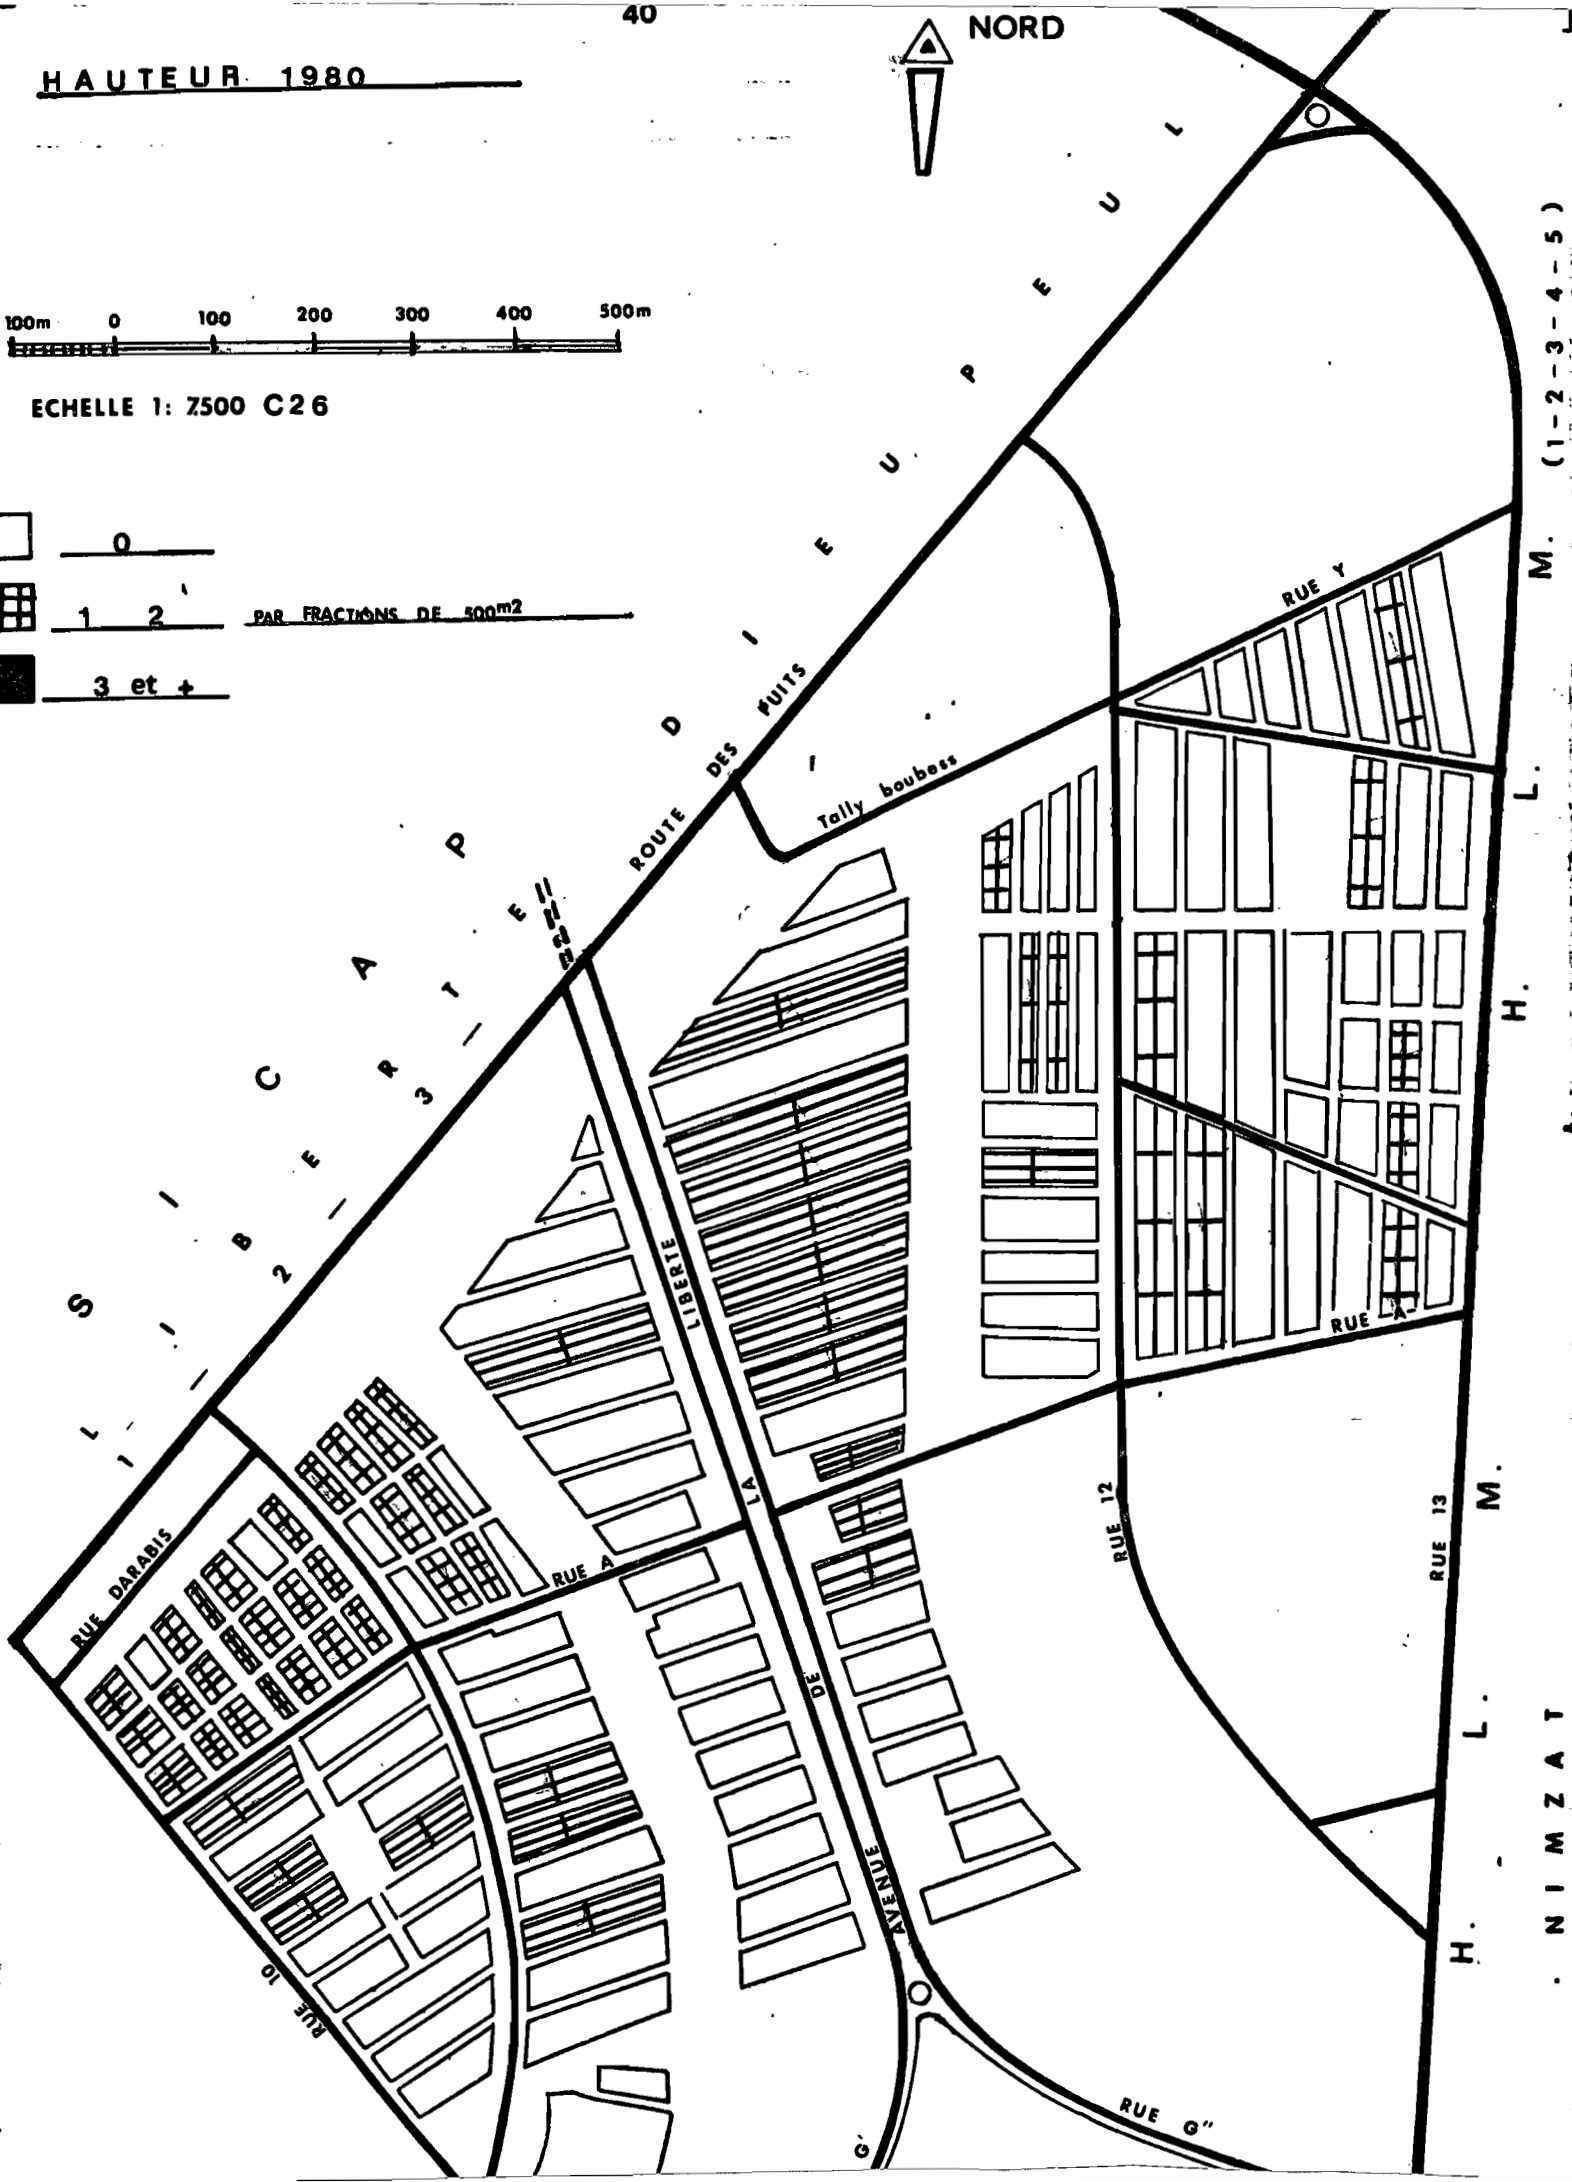 40
NORD
HAUTEUR 1980
100m 0 100 200 300 400 500m
ECHELLE 1: 7500 C26
0
1 2 PAR FRACTIONS DE 500m2
3 et +
DIEUPEUL
ROUTE DES PUITS
Tally boubess
RUE Y
SICAP
LIBERTE
1 - 2 - 3
RUE DARABIS
AVENUE DE LA LIBERTE
RUE A
RUE A
RUE 10
RUE 12
RUE 13
H. L. M. (1-2-3-4-5)
H. L. M.
NIMZAT
G'
RUE G"